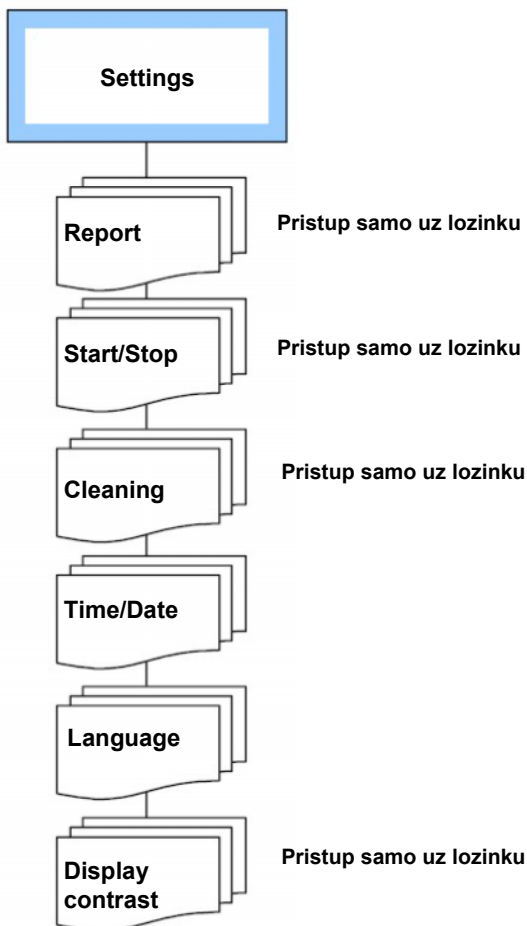 Settings
Report
Pristup samo uz lozinku
Start/Stop
Pristup samo uz lozinku
Cleaning
Pristup samo uz lozinku
Time/Date
Language
Display
contrast
Pristup samo uz lozinku